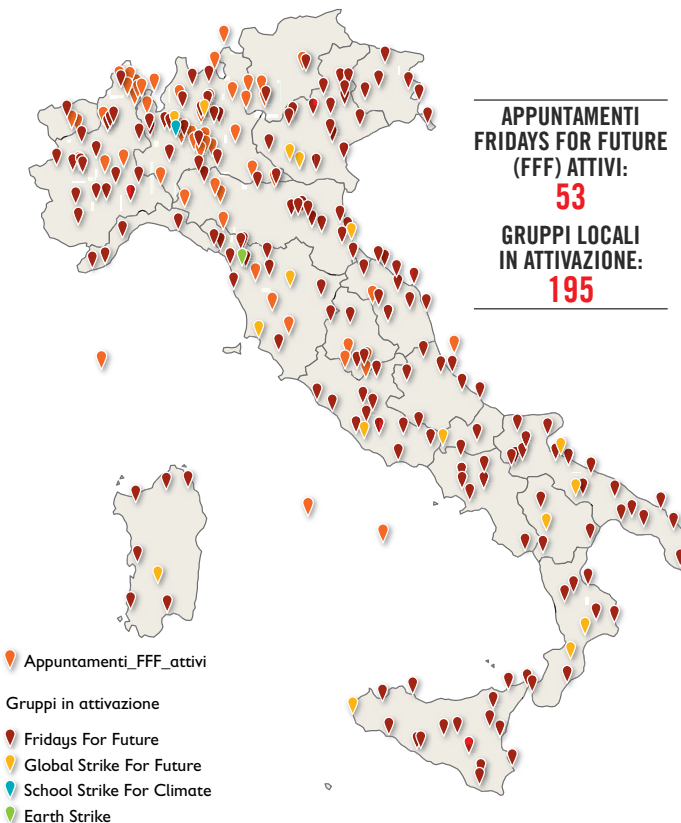 APPUNTAMENTI
FRIDAYS FOR FUTURE
(FFF) ATTIVI:
53
GRUPPI LOCALI
IN ATTIVAZIONE:
195
Appuntamenti_FFF_attivi
Gruppi in attivazione
Fridays For Future
Global Strike For Future
School Strike For Climate
Earth Strike